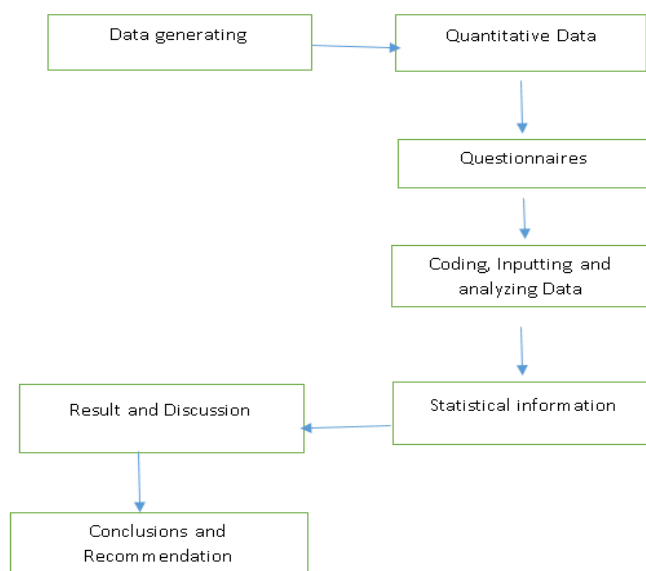 Data generating
Quantitative Data
Questionnaires
Coding, Inputting and
analyzing Data
Statistical information
Result and Discussion
Conclusions and
Recommendation